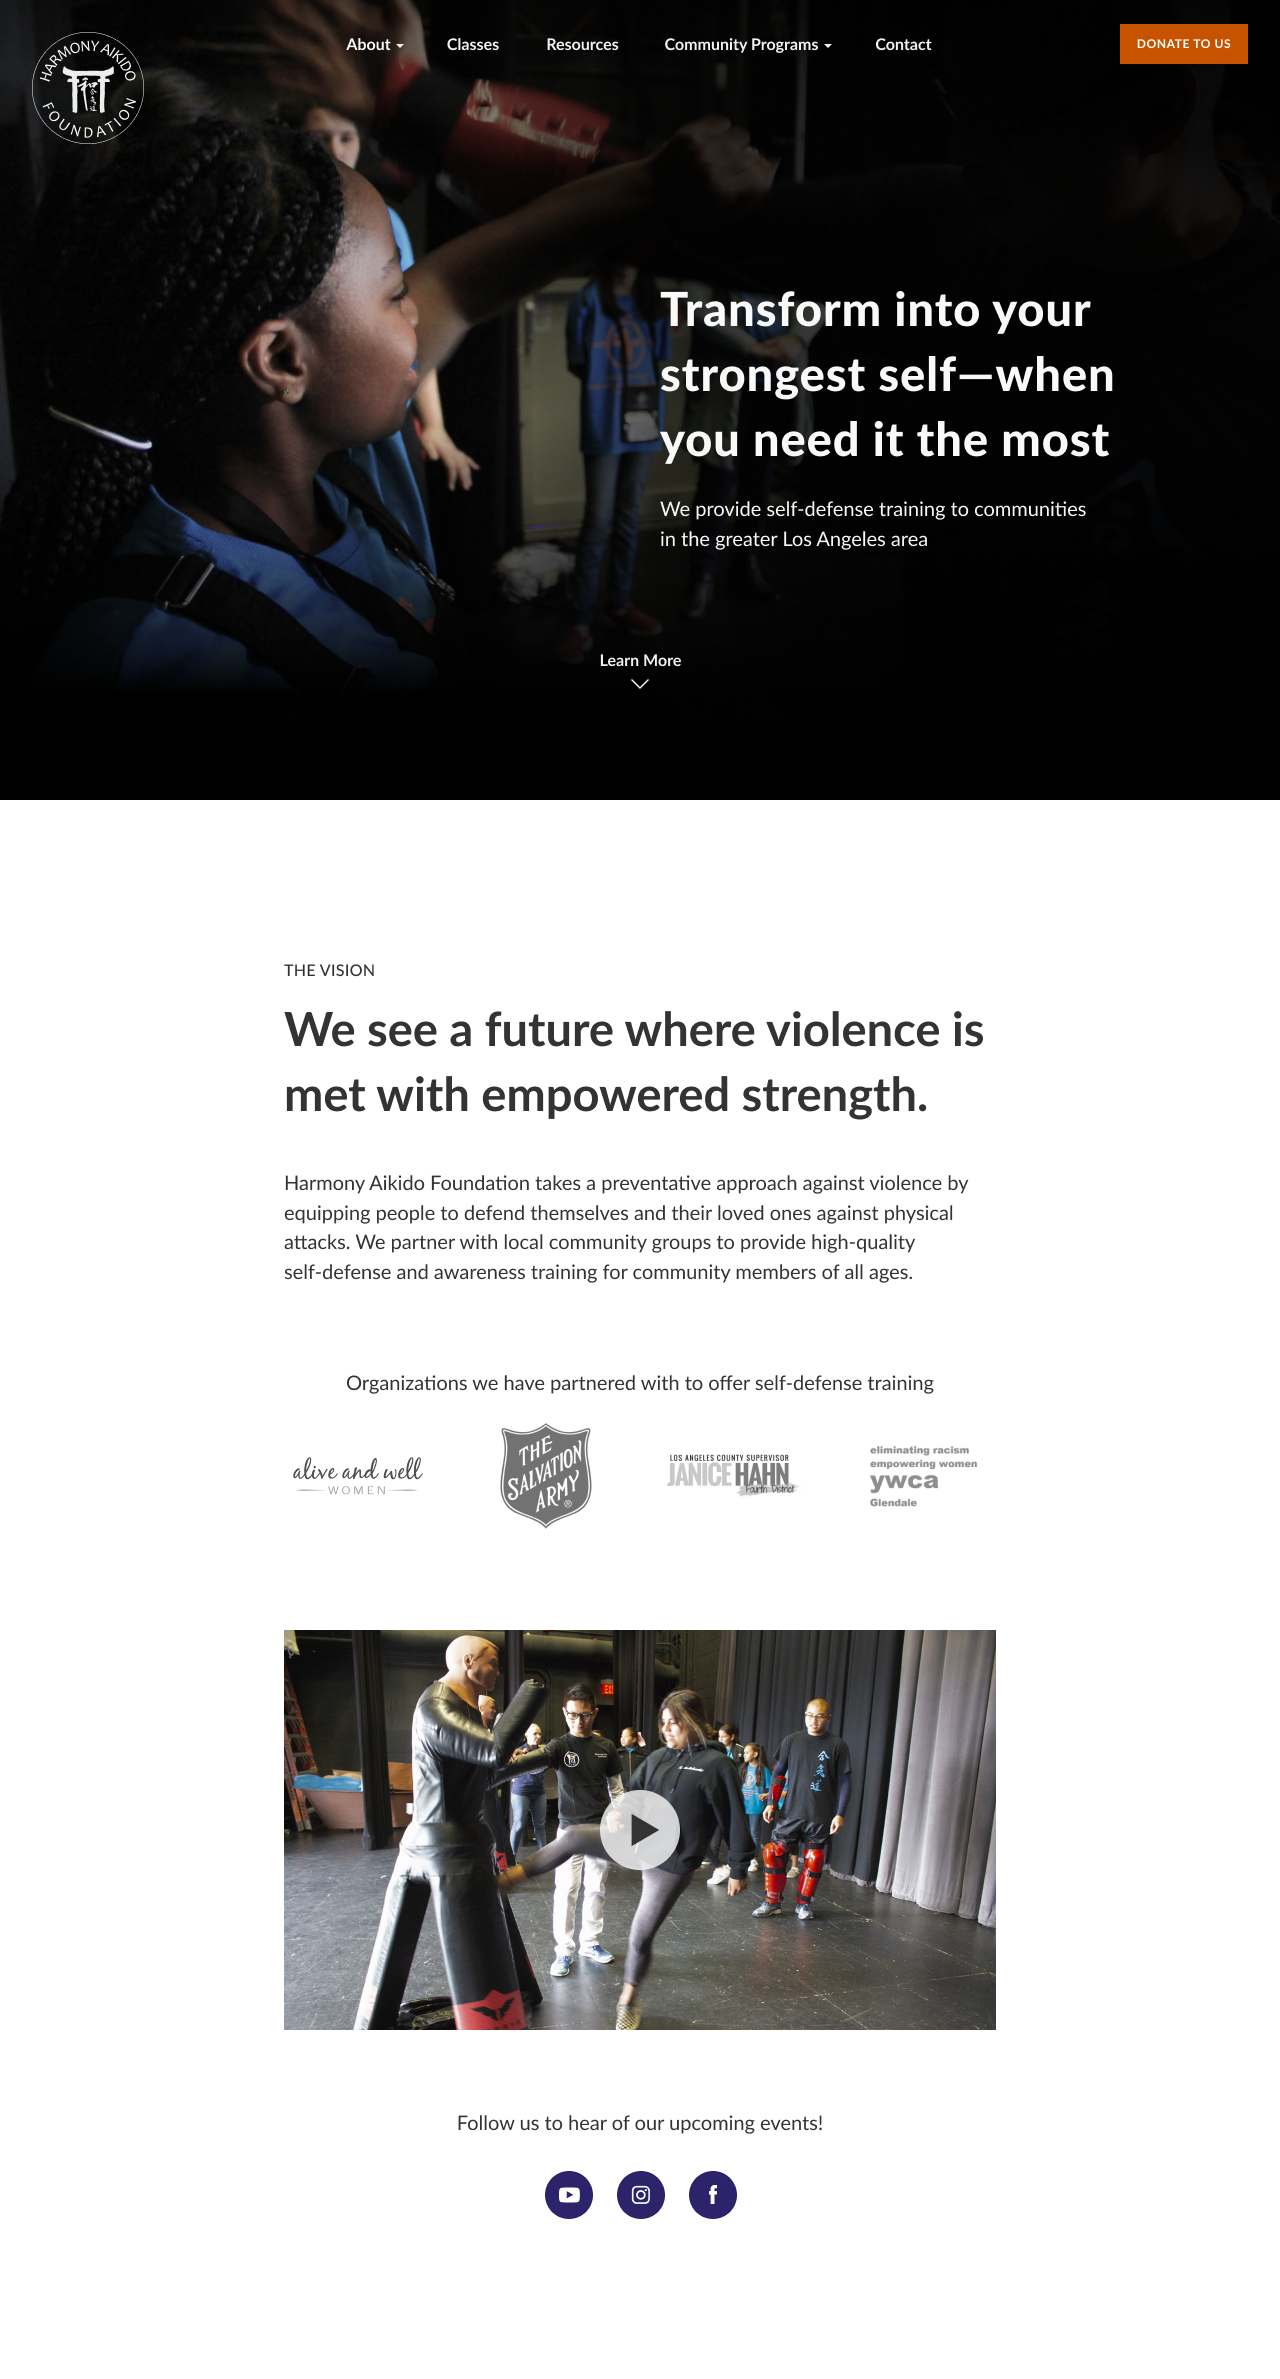 HARMONY AIKIDO
FOUNDATION
About
Classes
Resources
Community Programs
Contact
DONATE TO US
Transform into your
strongest self—when
you need it the most
We provide self-defense training to communities
in the greater Los Angeles area
Learn More
THE VISION
We see a future where violence is
met with empowered strength.
Harmony Aikido Foundation takes a preventative approach against violence by
equipping people to defend themselves and their loved ones against physical
attacks. We partner with local community groups to provide high-quality
self-defense and awareness training for community members of all ages.
Organizations we have partnered with to offer self-defense training
alive and well
WOMEN
THE
SALVATION
ARMY®
LOS ANGELES COUNTY SUPERVISOR
JANICE HAHN
Fourth District
eliminating racism
empowering women
ywca
Glendale
合
氣
道
Follow us to hear of our upcoming events!